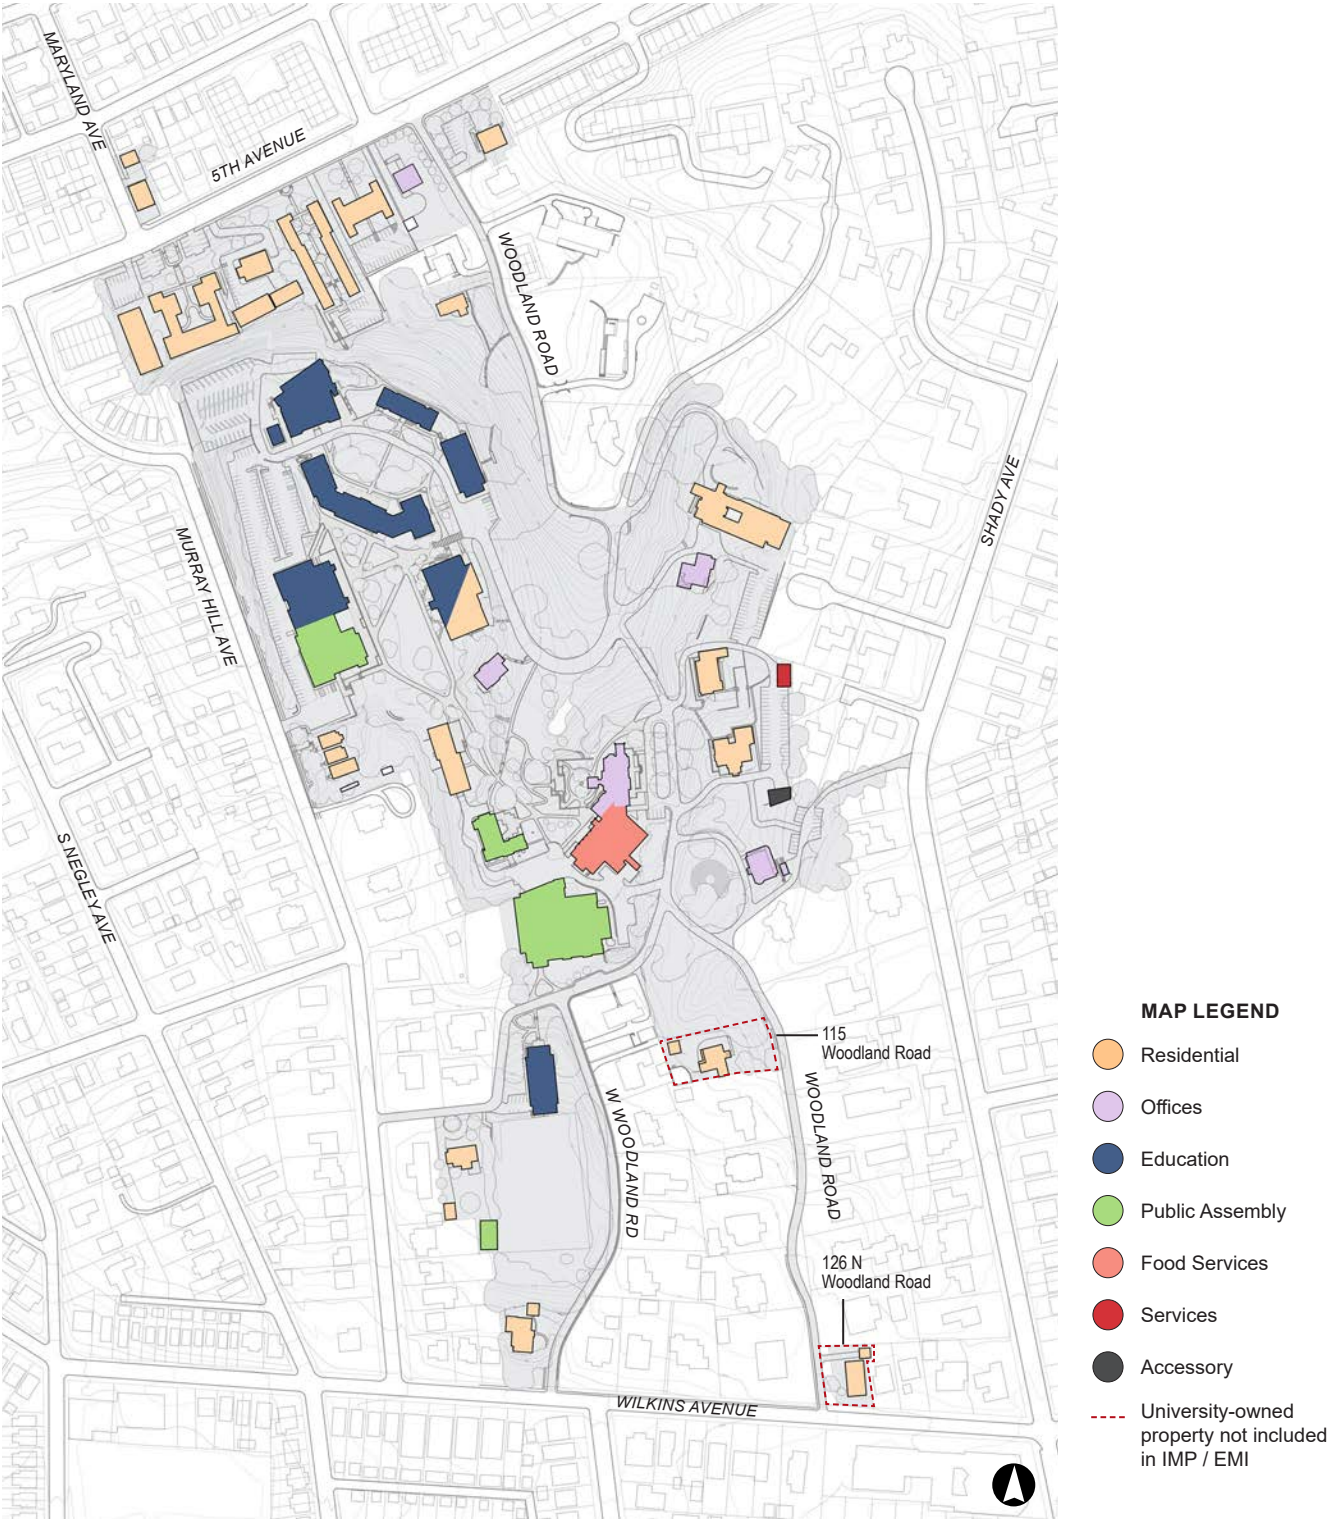 MARYLAND AVE
5TH AVENUE
WOODLAND ROAD
SHADY AVE
MURRAY HILL AVE
S NEGLEY AVE
115
Woodland Road
W WOODLAND RD
WOODLAND ROAD
126 N
Woodland Road
WILKINS AVENUE
MAP LEGEND
Residential
Offices
Education
Public Assembly
Food Services
Services
Accessory
University-owned
property not included
in IMP / EMI